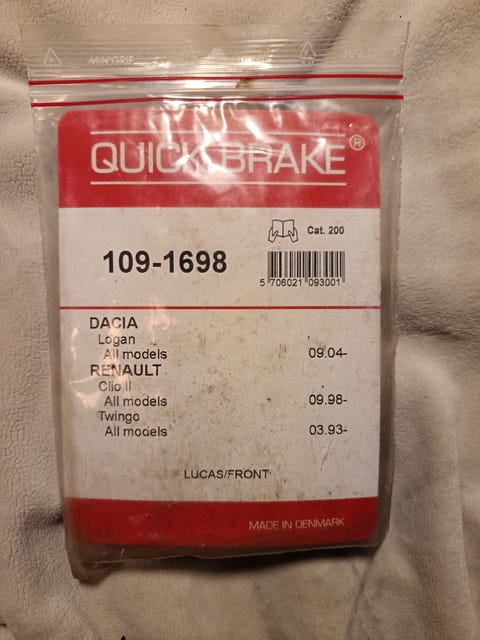 MINIGRIP
QUICK BRAKE®
Cat. 200
109-1698
5 706021 093001
DACIA
Logan
All models 09.04-
RENAULT
Clio II
All models 09.98-
Twingo
All models 03.93-
LUCAS/FRONT
MADE IN DENMARK